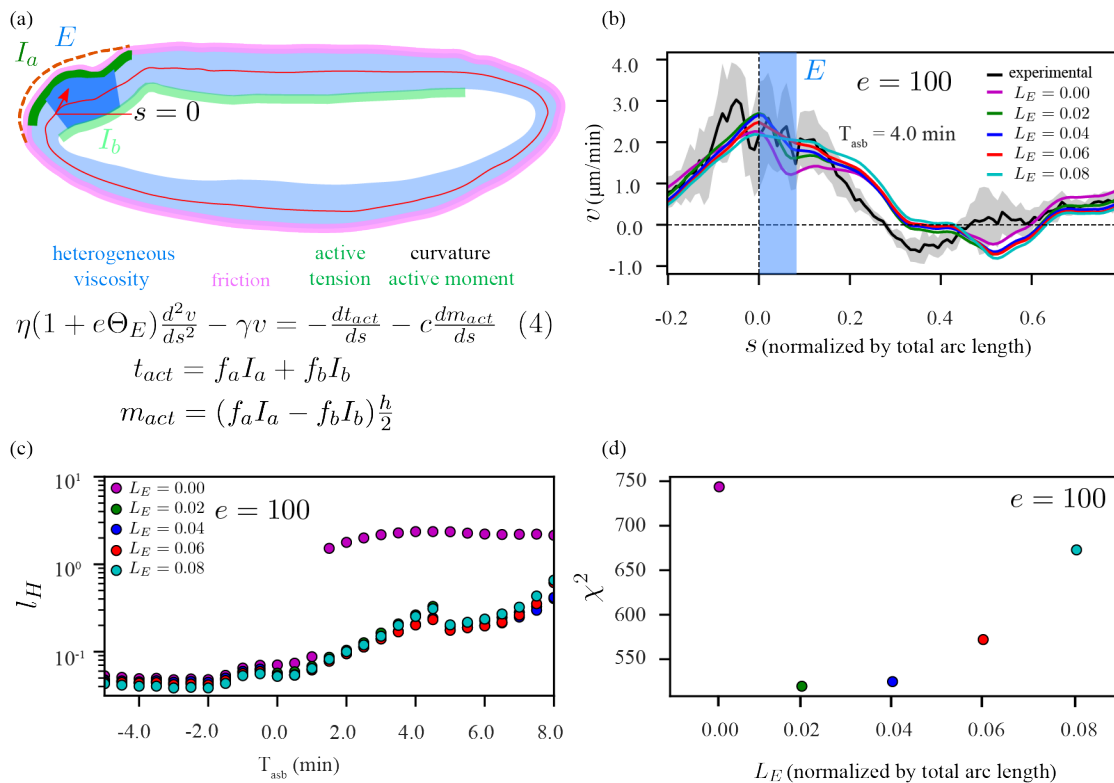 (a)
I_a
E
s = 0
I_b
heterogeneous viscosity
friction
active tension
curvature active moment
η(1 + eΘ_E) d²v/ds² − γv = −dt_act/ds − c dm_act/ds (4)
t_act = f_a I_a + f_b I_b
m_act = (f_a I_a − f_b I_b) h/2
(b)
E
e = 100
T_asb = 4.0 min
experimental
L_E = 0.00
L_E = 0.02
L_E = 0.04
L_E = 0.06
L_E = 0.08
4.0
3.0
2.0
1.0
0.0
-1.0
v (μm/min)
-0.2
0.0
0.2
0.4
0.6
s (normalized by total arc length)
(c)
L_E = 0.00
L_E = 0.02
L_E = 0.04
L_E = 0.06
L_E = 0.08
e = 100
10¹
10⁰
10⁻¹
l_H
-4.0
-2.0
0.0
2.0
4.0
6.0
8.0
T_asb (min)
(d)
e = 100
750
700
650
600
550
χ²
0.00
0.02
0.04
0.06
0.08
L_E (normalized by total arc length)